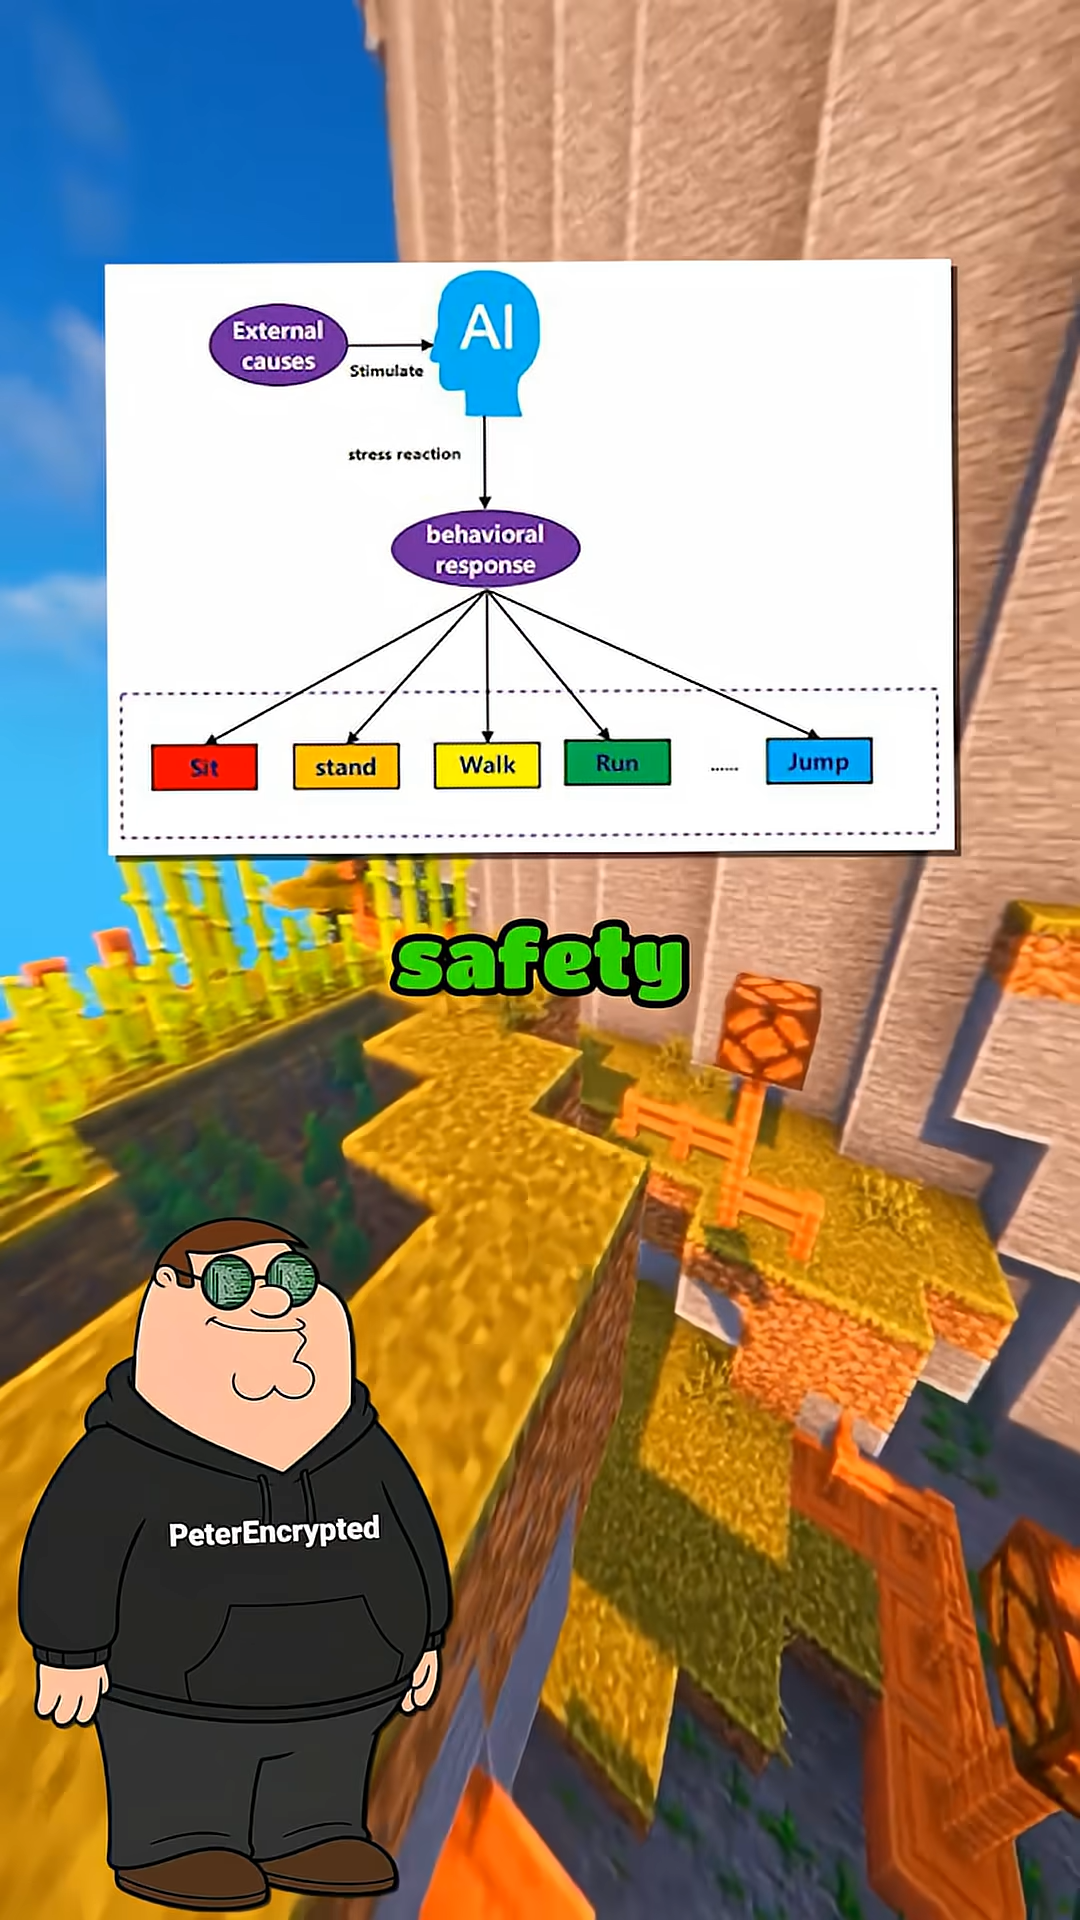 External
causes
AI
Stimulate
stress reaction
behavioral
response
Sit
stand
Walk
Run
......
Jump
safety
PeterEncrypted